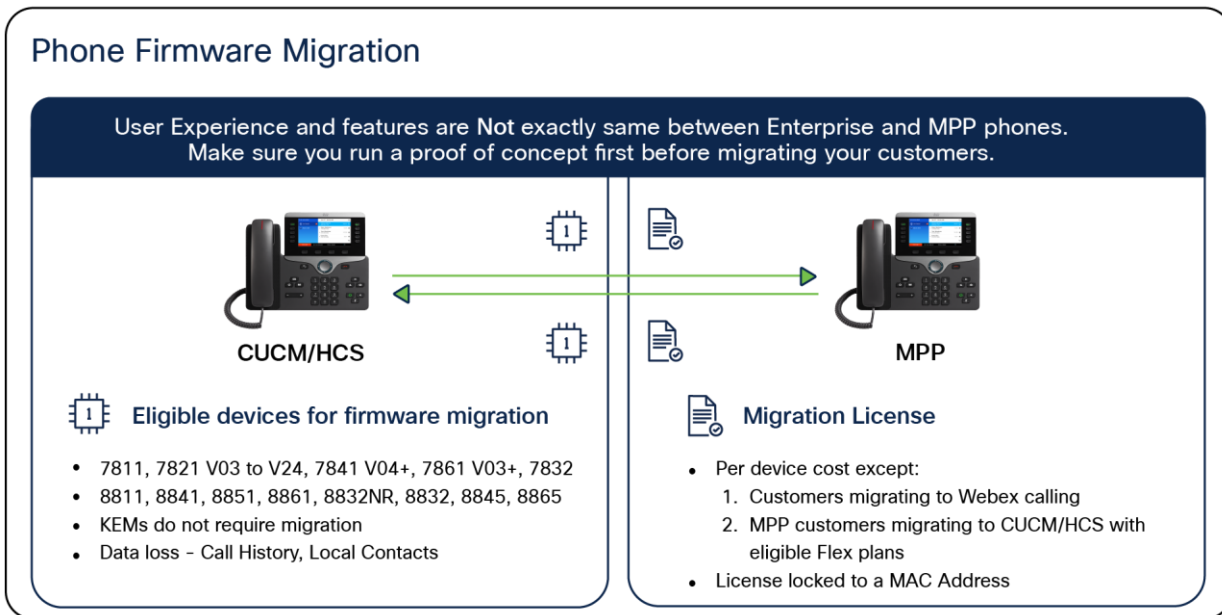 Phone Firmware Migration
User Experience and features are Not exactly same between Enterprise and MPP phones.
Make sure you run a proof of concept first before migrating your customers.
1
1
CUCM/HCS
MPP
1 Eligible devices for firmware migration
• 7811, 7821 V03 to V24, 7841 V04+, 7861 V03+, 7832
• 8811, 8841, 8851, 8861, 8832NR, 8832, 8845, 8865
• KEMs do not require migration
• Data loss - Call History, Local Contacts
Migration License
• Per device cost except:
1. Customers migrating to Webex calling
2. MPP customers migrating to CUCM/HCS with
eligible Flex plans
• License locked to a MAC Address